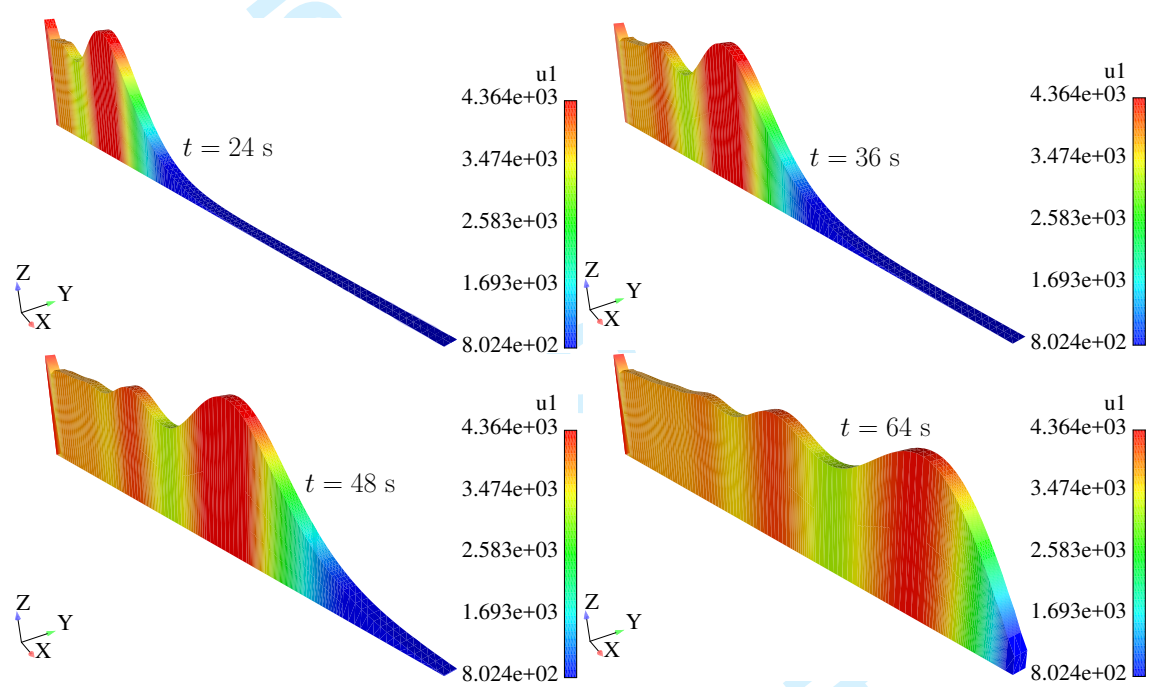 u1
4.364e+03
3.474e+03
2.583e+03
1.693e+03
8.024e+02
t = 24 s
Z
Y
X
u1
4.364e+03
3.474e+03
2.583e+03
1.693e+03
8.024e+02
t = 36 s
Z
Y
X
u1
4.364e+03
3.474e+03
2.583e+03
1.693e+03
8.024e+02
t = 48 s
Z
Y
X
u1
4.364e+03
3.474e+03
2.583e+03
1.693e+03
8.024e+02
t = 64 s
Z
Y
X